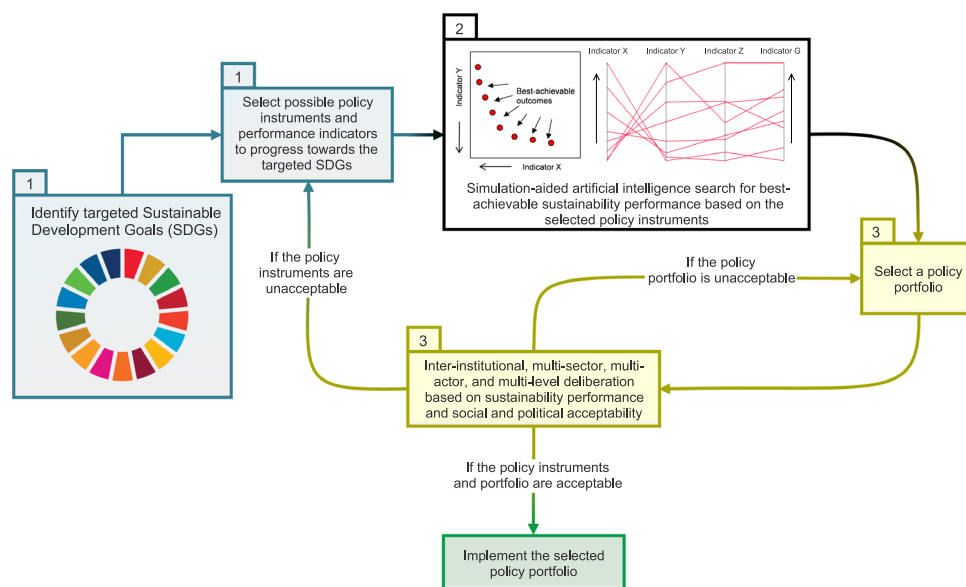 1
Identify targeted Sustainable
Development Goals (SDGs)
1
Select possible policy
instruments and
performance indicators
to progress towards the
targeted SDGs
2
Indicator Y
Best-achievable
outcomes
Indicator X
Indicator X
Indicator Y
Indicator Z
Indicator G
Simulation-aided artificial intelligence search for best-
achievable sustainability performance based on the
selected policy instruments
3
Select a policy
portfolio
If the policy
portfolio is unacceptable
If the policy
instruments are
unacceptable
3
Inter-institutional, multi-sector, multi-
actor, and multi-level deliberation
based on sustainability performance
and social and political acceptability
If the policy instruments
and portfolio are acceptable
Implement the selected
policy portfolio